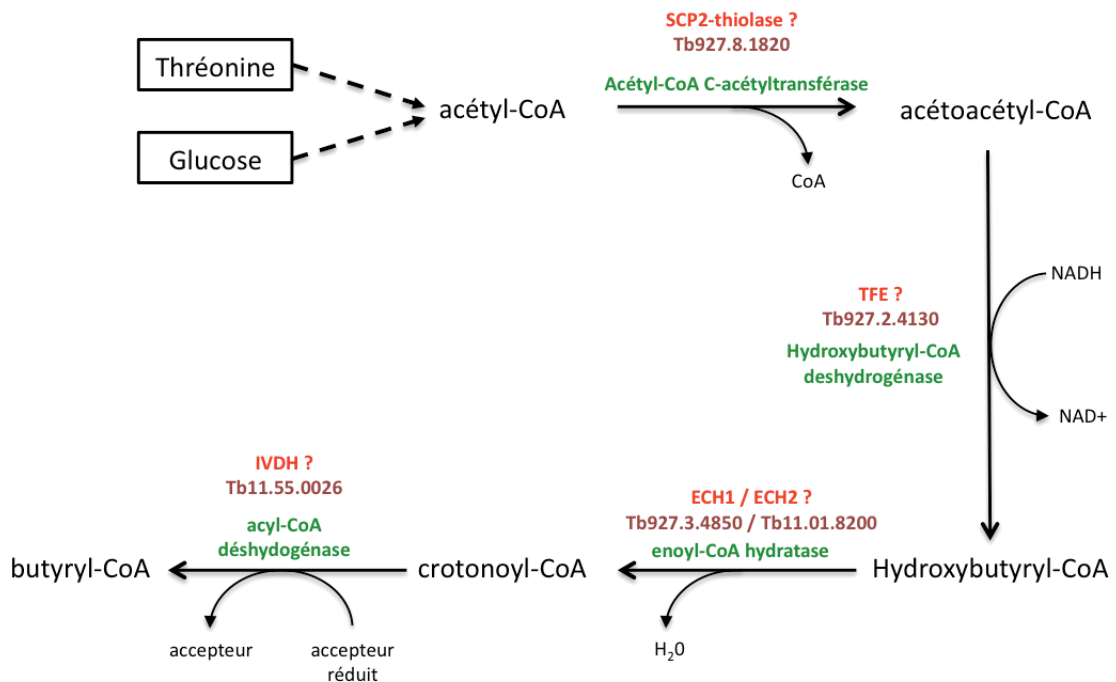 SCP2-thiolase ?
Tb927.8.1820
Thréonine
Acétyl-CoA C-acétyltransférase
acétyl-CoA
acétoacétyl-CoA
Glucose
CoA
NADH
TFE ?
Tb927.2.4130
Hydroxybutyryl-CoA
deshydrogénase
NAD+
IVDH ?
Tb11.55.0026
acyl-CoA
déshydogénase
ECH1 / ECH2 ?
Tb927.3.4850 / Tb11.01.8200
enoyl-CoA hydratase
butyryl-CoA
crotonoyl-CoA
Hydroxybutyryl-CoA
accepteur
accepteur
réduit
H₂0